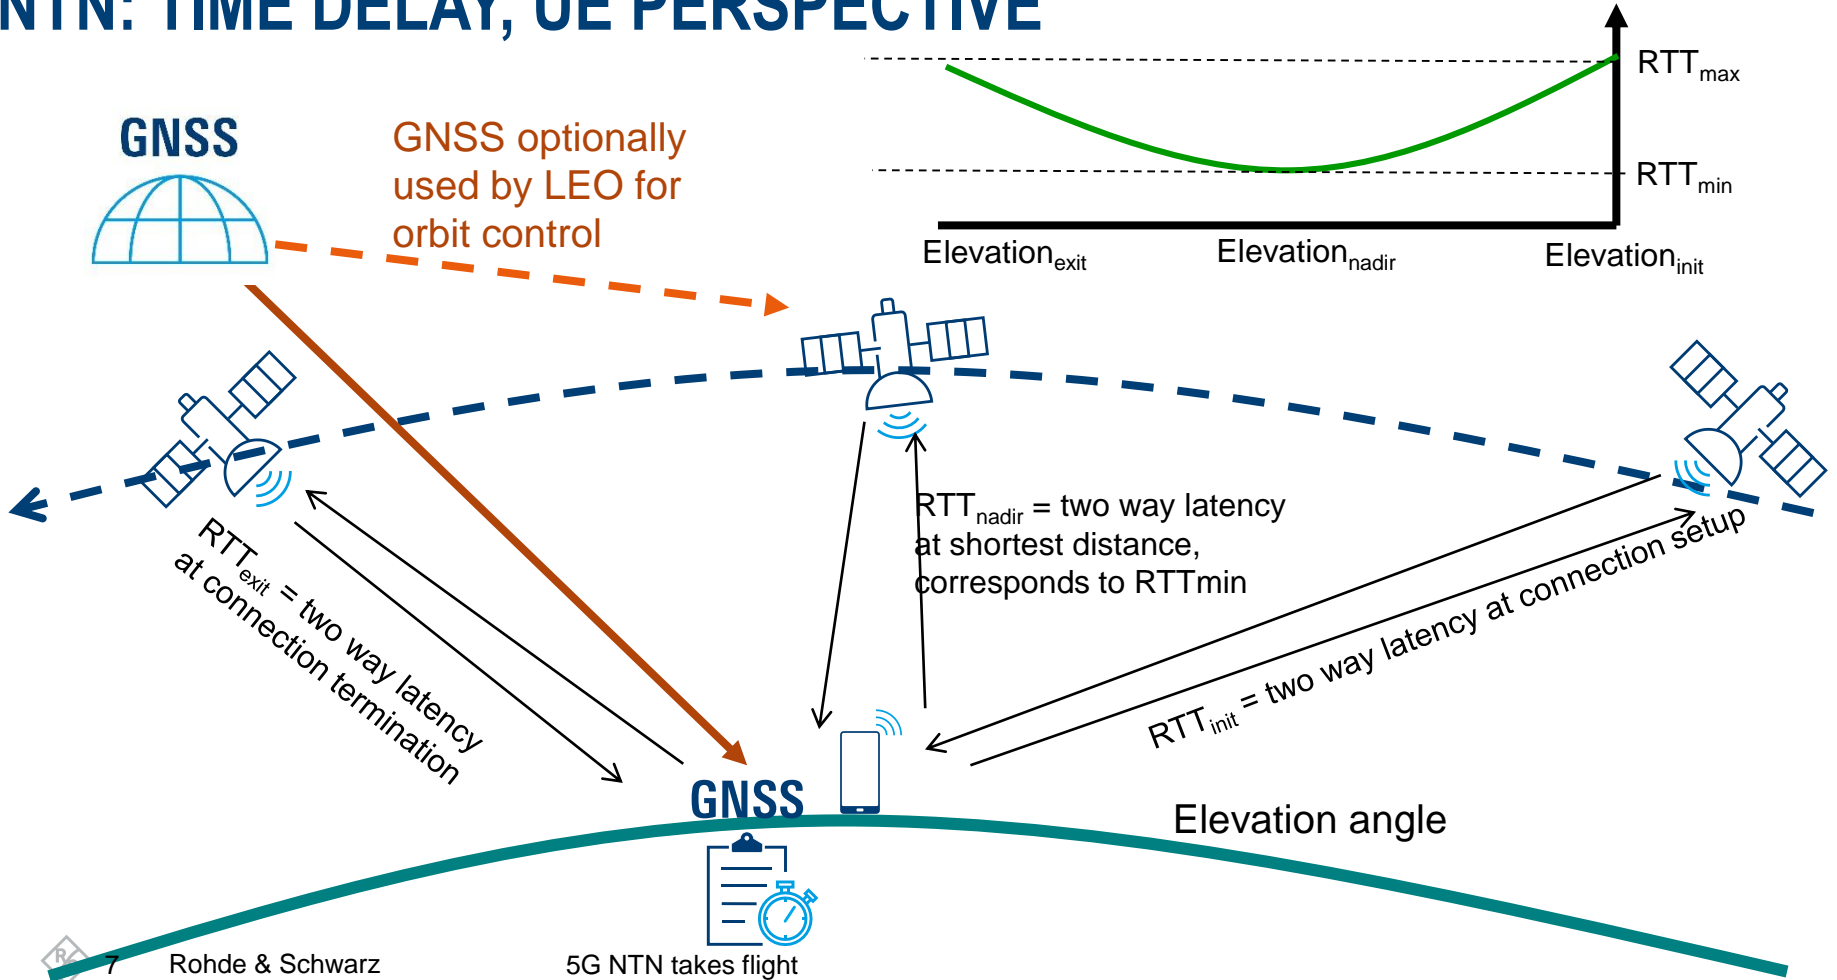 NTN: TIME DELAY, UE PERSPECTIVE
RTTmax
RTTmin
Elevationexit
Elevationnadir
Elevationinit
GNSS
GNSS optionally
used by LEO for
orbit control
RTTnadir = two way latency
at shortest distance,
corresponds to RTTmin
RTTexit = two way latency
at connection termination
RTTinit = two way latency at connection setup
GNSS
Elevation angle
7
Rohde & Schwarz
5G NTN takes flight